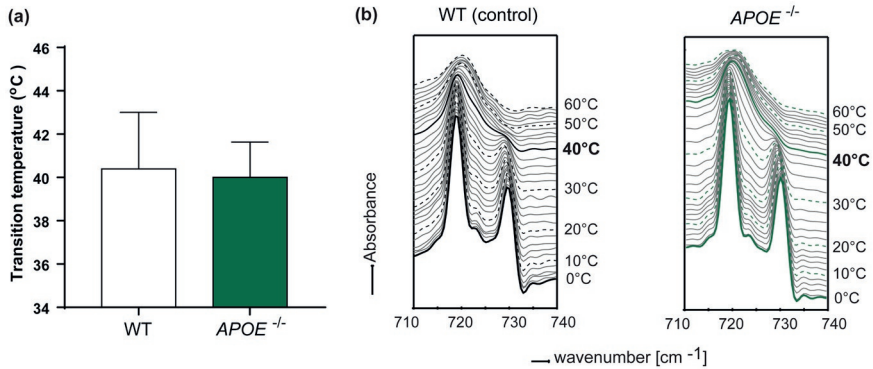 (a)
Transition temperature (°C)
46
44
42
40
38
36
34
WT
APOE -/-
(b)
WT (control)
Absorbance
60°C
50°C
40°C
30°C
20°C
10°C
0°C
710
720
730
740
APOE -/-
60°C
50°C
40°C
30°C
20°C
10°C
0°C
710
720
730
740
wavenumber [cm -1]